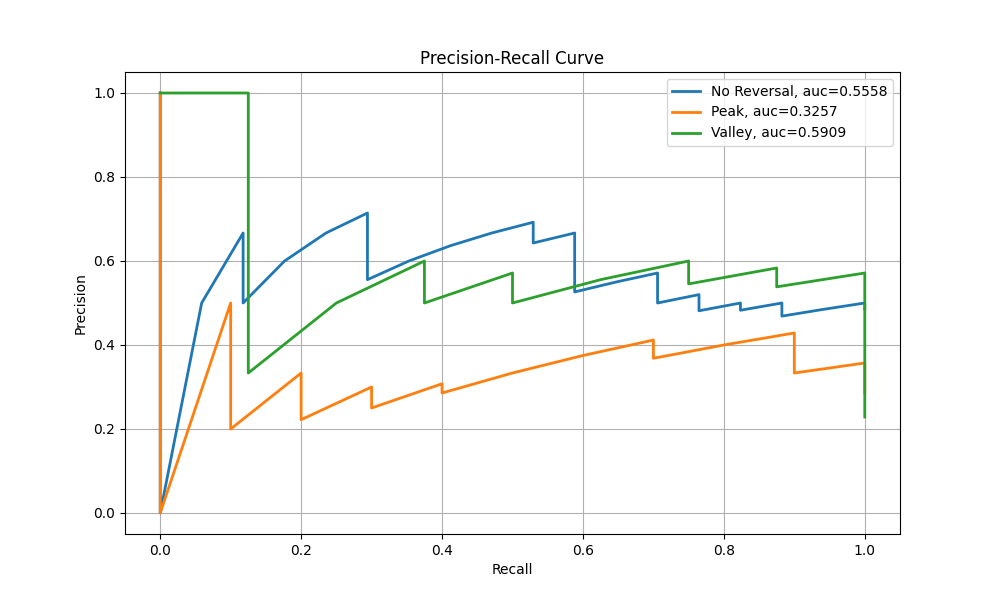 Precision-Recall Curve
No Reversal, auc=0.5558
Peak, auc=0.3257
Valley, auc=0.5909
Precision
1.0
0.8
0.6
0.4
0.2
0.0
0.0 0.2 0.4 0.6 0.8 1.0
Recall